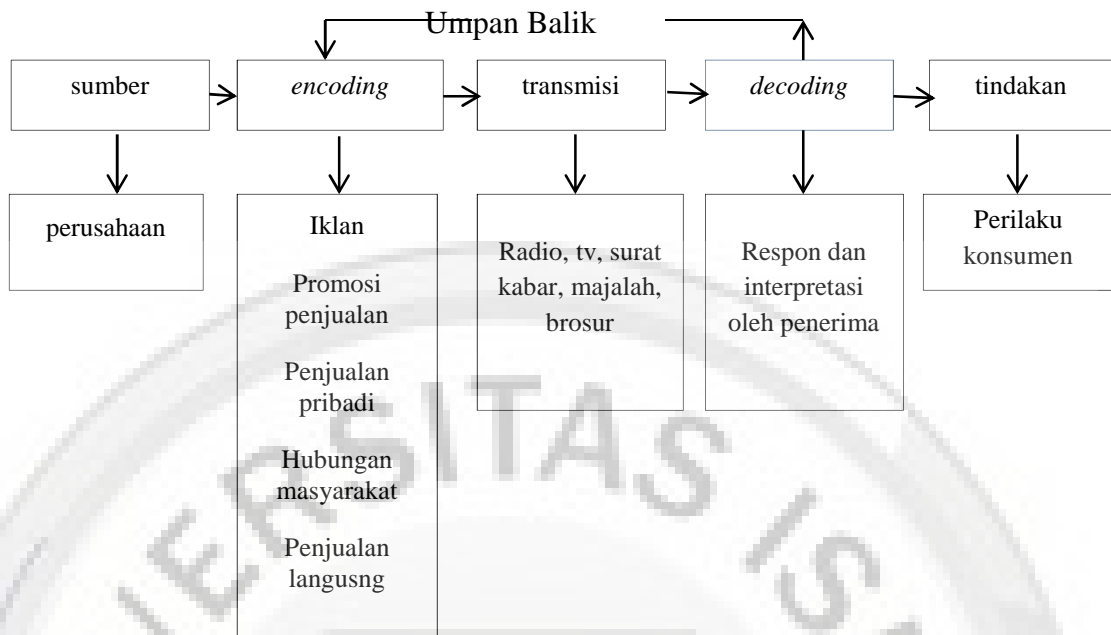 Umpan Balik
sumber
encoding
transmisi
decoding
tindakan
perusahaan
Iklan
Promosi
penjualan
Penjualan
pribadi
Hubungan
masyarakat
Penjualan
langusng
Radio, tv, surat
kabar, majalah,
brosur
Respon dan
interpretasi
oleh penerima
Perilaku
konsumen